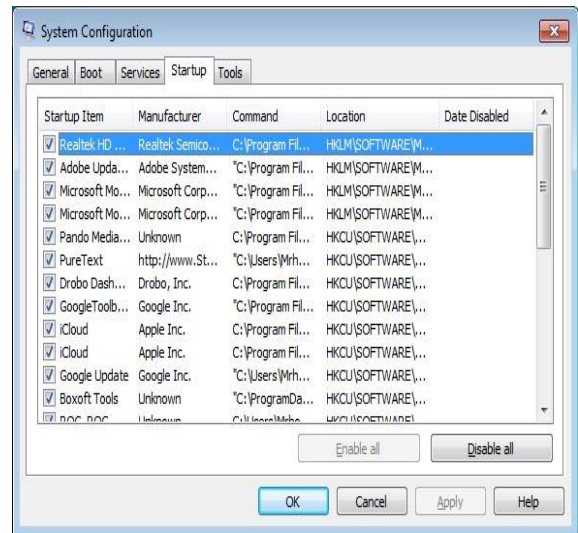 System Configuration
General Boot Services Startup Tools
Startup Item Manufacturer Command Location Date Disabled
Realtek HD ... Realtek Semico... C:\Program Fil... HKLM\SOFTWARE\M...
Adobe Upda... Adobe System... "C:\Program Fil... HKLM\SOFTWARE\M...
Microsoft Mo... Microsoft Corp... "C:\Program Fil... HKLM\SOFTWARE\M...
Microsoft Mo... Microsoft Corp... "C:\Program Fil... HKLM\SOFTWARE\M...
Pando Media... Unknown C:\Program Fil... HKCU\SOFTWARE\...
PureText http://www.St... "C:\Users\Mrh... HKCU\SOFTWARE\...
Drobo Dash... Drobo, Inc. C:\Program Fil... HKCU\SOFTWARE\...
GoogleToolb... Google Inc. "C:\Program Fil... HKCU\SOFTWARE\...
iCloud Apple Inc. C:\Program Fil... HKCU\SOFTWARE\...
iCloud Apple Inc. C:\Program Fil... HKCU\SOFTWARE\...
Google Update Google Inc. "C:\Users\Mrh... HKCU\SOFTWARE\...
Boxoft Tools Unknown "C:\ProgramDa... HKCU\SOFTWARE\...
Unknown HKCU\SOFTWARE\
Enable all Disable all
OK Cancel Apply Help